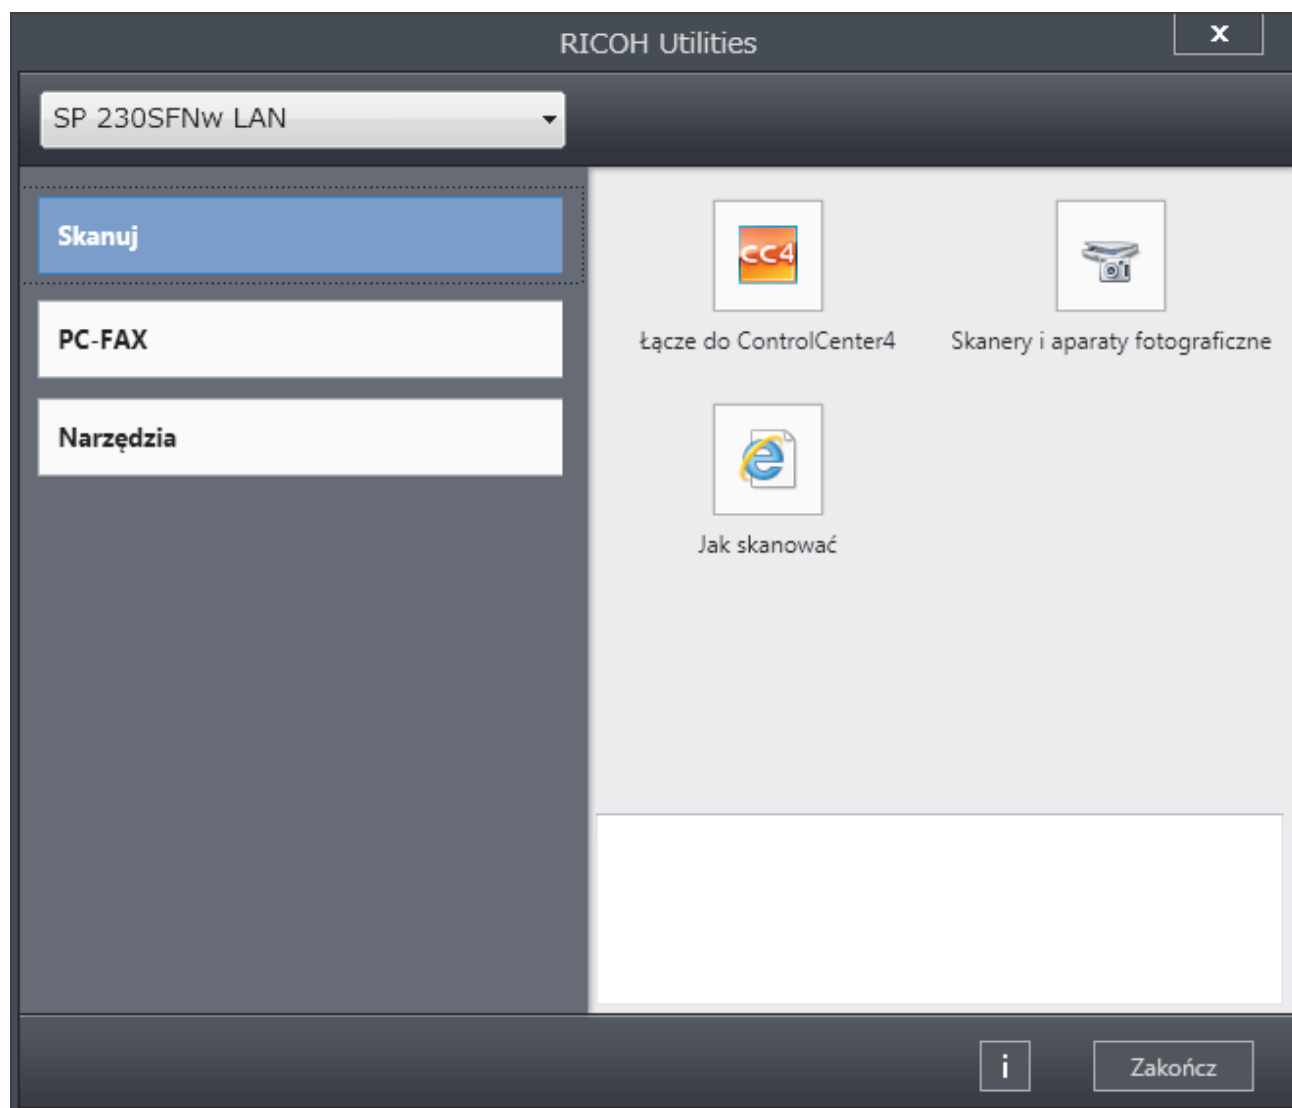 RICOH Utilities
x
SP 230SFNw LAN
Skanuj
PC-FAX
Narzędzia
CC4
Łącze do ControlCenter4
Skanery i aparaty fotograficzne
Jak skanować
i
Zakończ